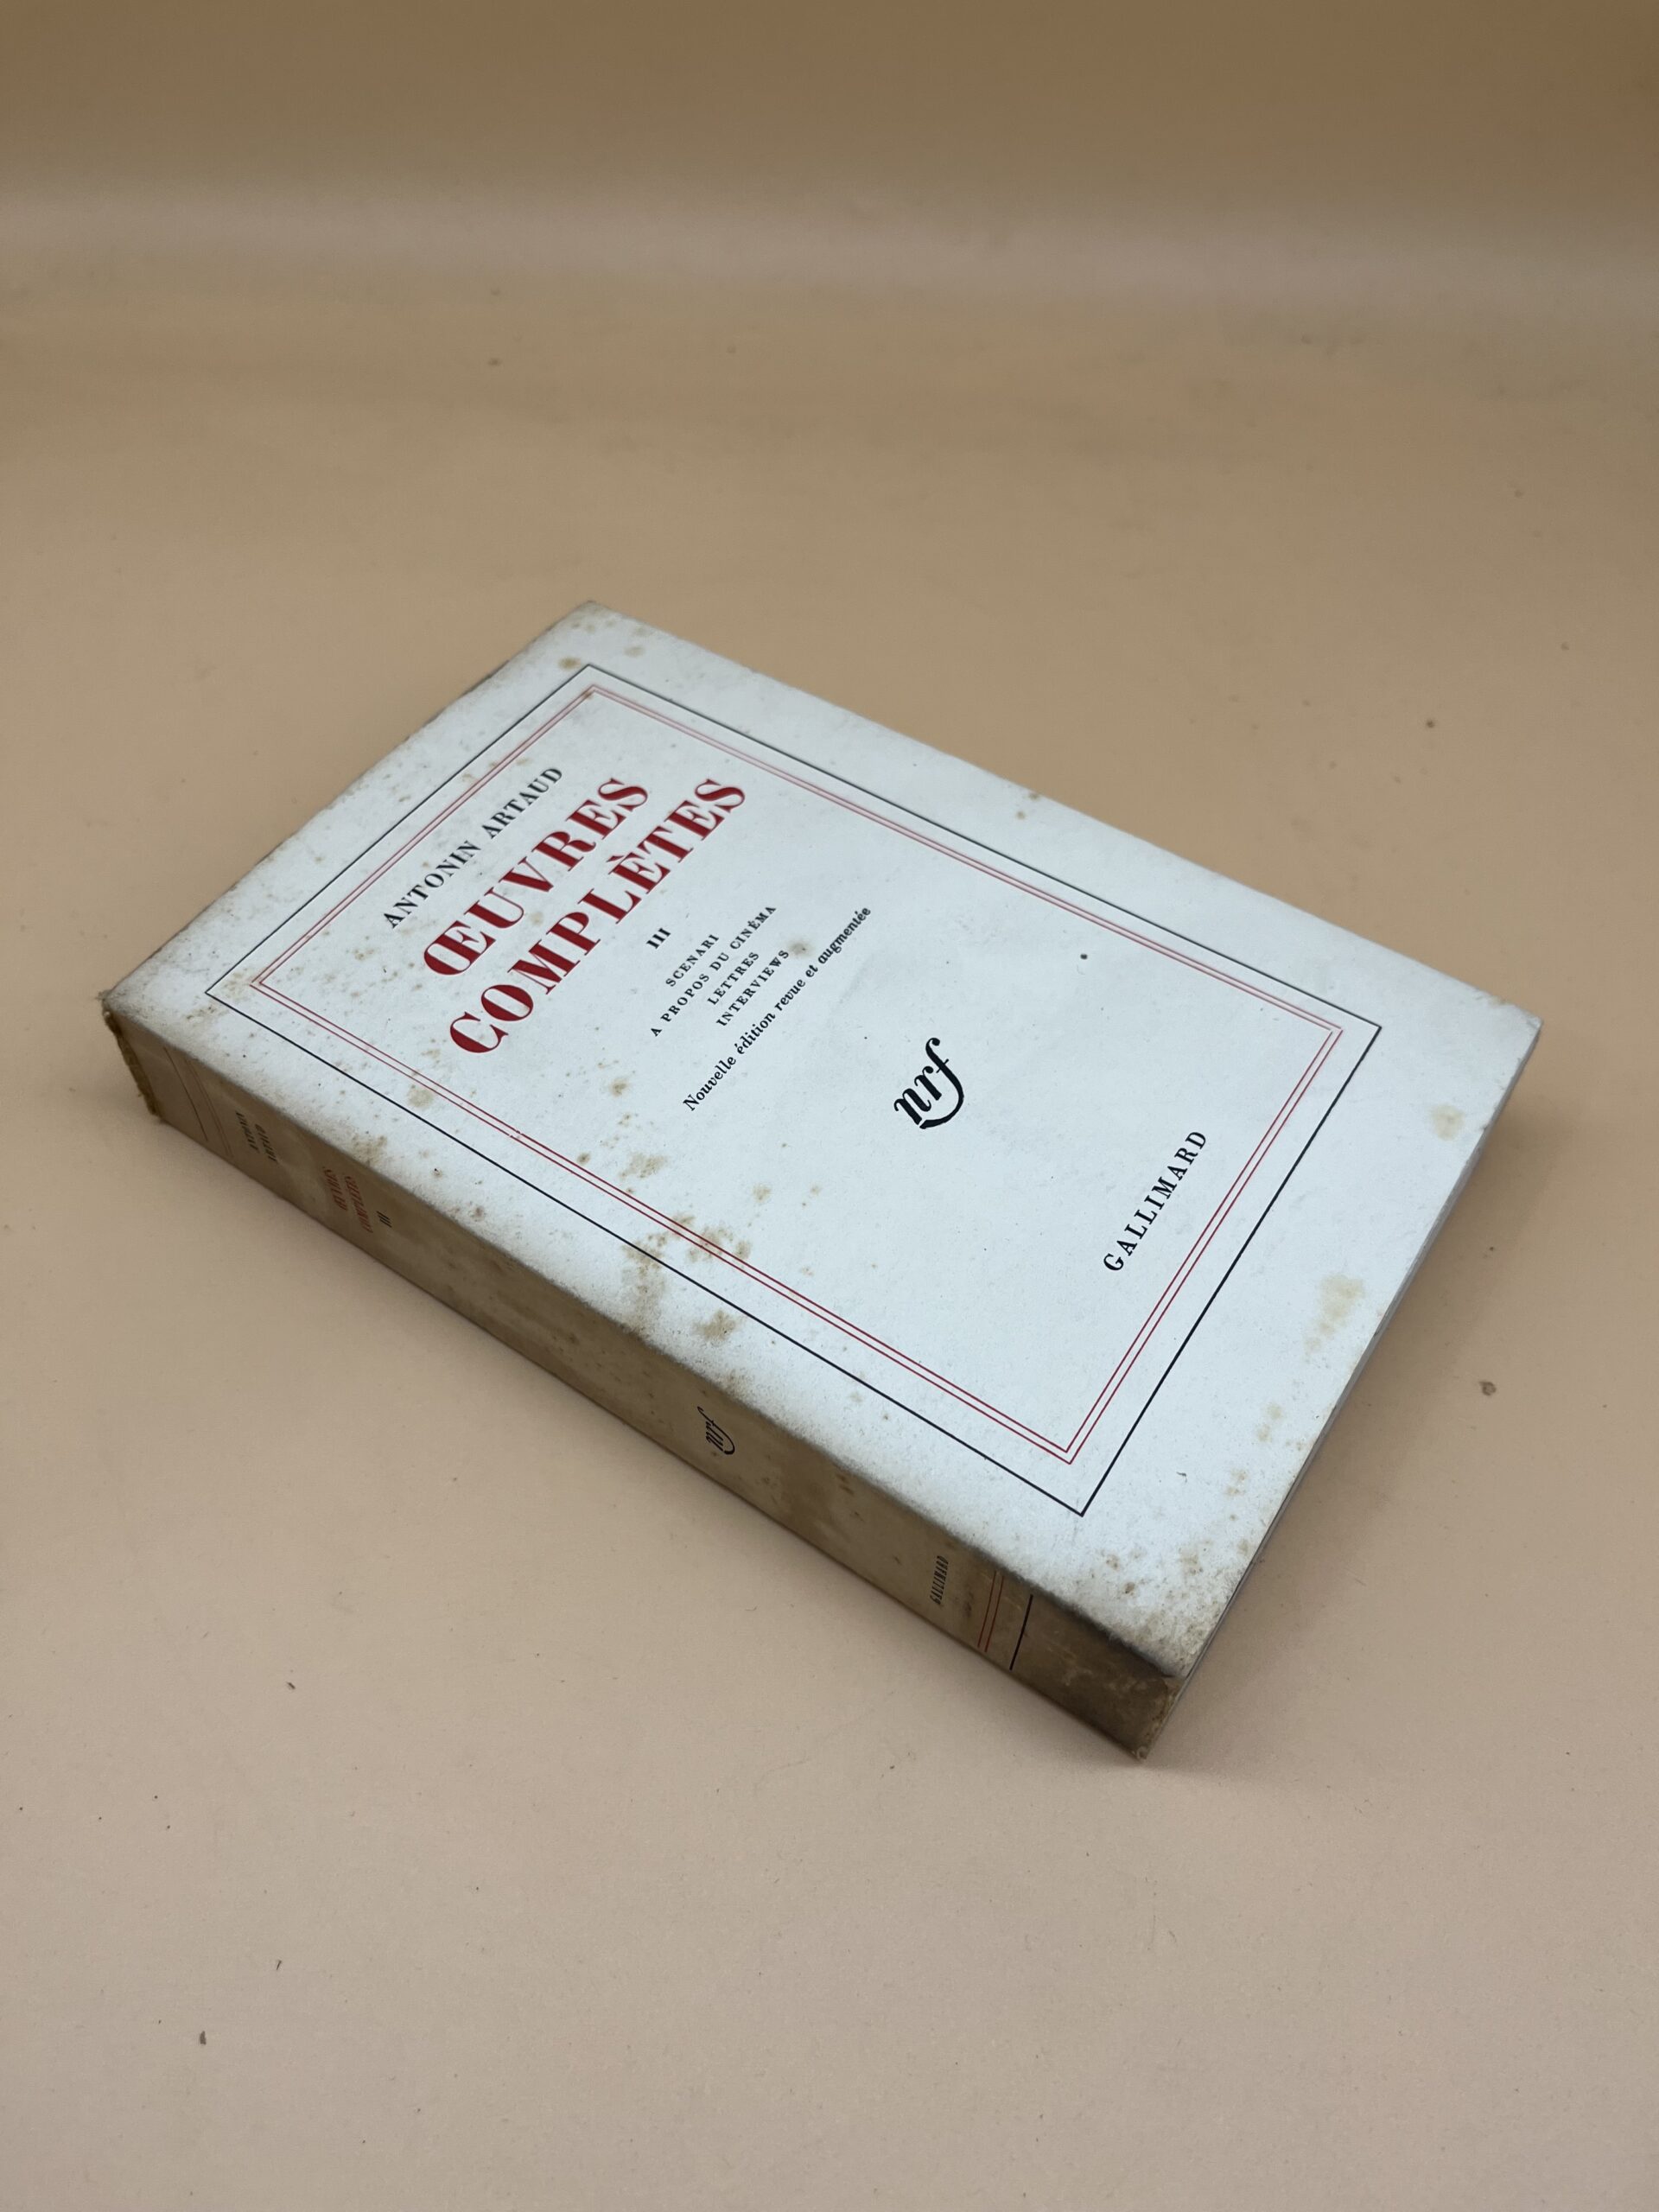 ANTONIN ARTAUD
ŒUVRES
COMPLÈTES
III
SCENARI
A PROPOS DU CINÉMA
LETTRES
INTERVIEWS
Nouvelle édition revue et augmentée
nrf
GALLIMARD
ANTONIN
ARTAUD
ŒUVRES
COMPLÈTES
III
nrf
GALLIMARD